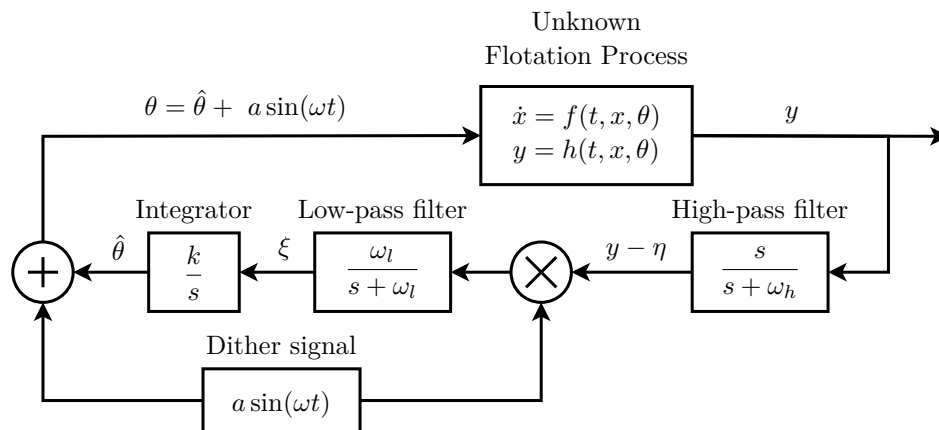 Unknown
Flotation Process
θ = θ̂ + a sin(ωt)
ẋ = f(t, x, θ)
y = h(t, x, θ)
y
Integrator
Low-pass filter
High-pass filter
θ̂
k
s
ξ
ω_l
s + ω_l
y − η
s
s + ω_h
Dither signal
a sin(ωt)